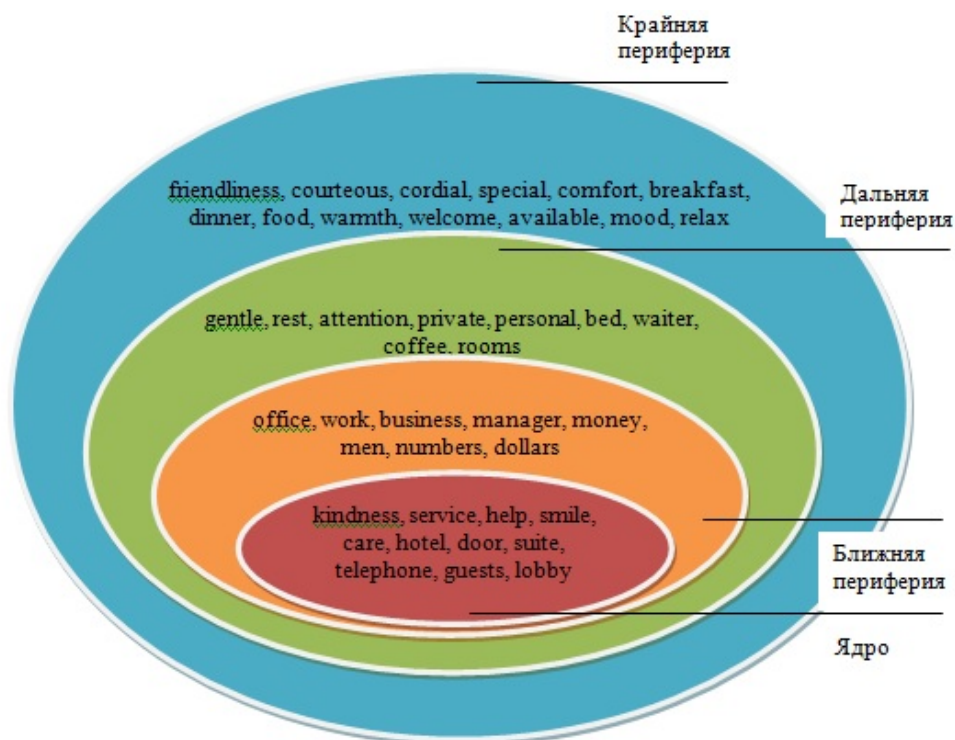 Крайняя
периферия
friendliness, courteous, cordial, special, comfort, breakfast,
dinner, food, warmth, welcome, available, mood, relax
Дальняя
периферия
gentle, rest, attention, private, personal, bed, waiter,
coffee, rooms
office, work, business, manager, money,
men, numbers, dollars
kindness, service, help, smile,
care, hotel, door, suite,
telephone, guests, lobby
Ближняя
периферия
Ядро